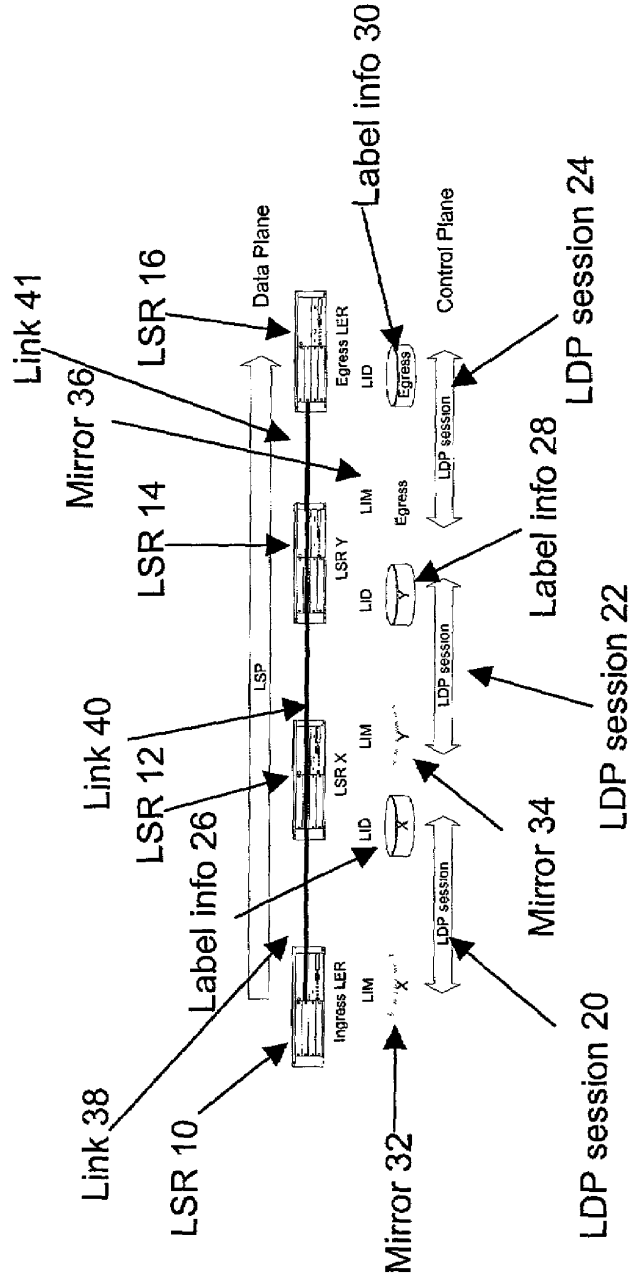 Link 41
Mirror 36
LSR 16
LSR 14
Link 40
LSR 12
Label info 26
Link 38
LSR 10
Label info 30
Data Plane
LSP
Ingress LER
LSR X
LSR Y
Egress LER
LIM
LID
LIM
LID
LIM
LID
X
X
Y
Y
Egress
Egress
Control Plane
LDP session
LDP session
LDP session
Mirror 32
LDP session 20
Mirror 34
LDP session 22
Label info 28
LDP session 24